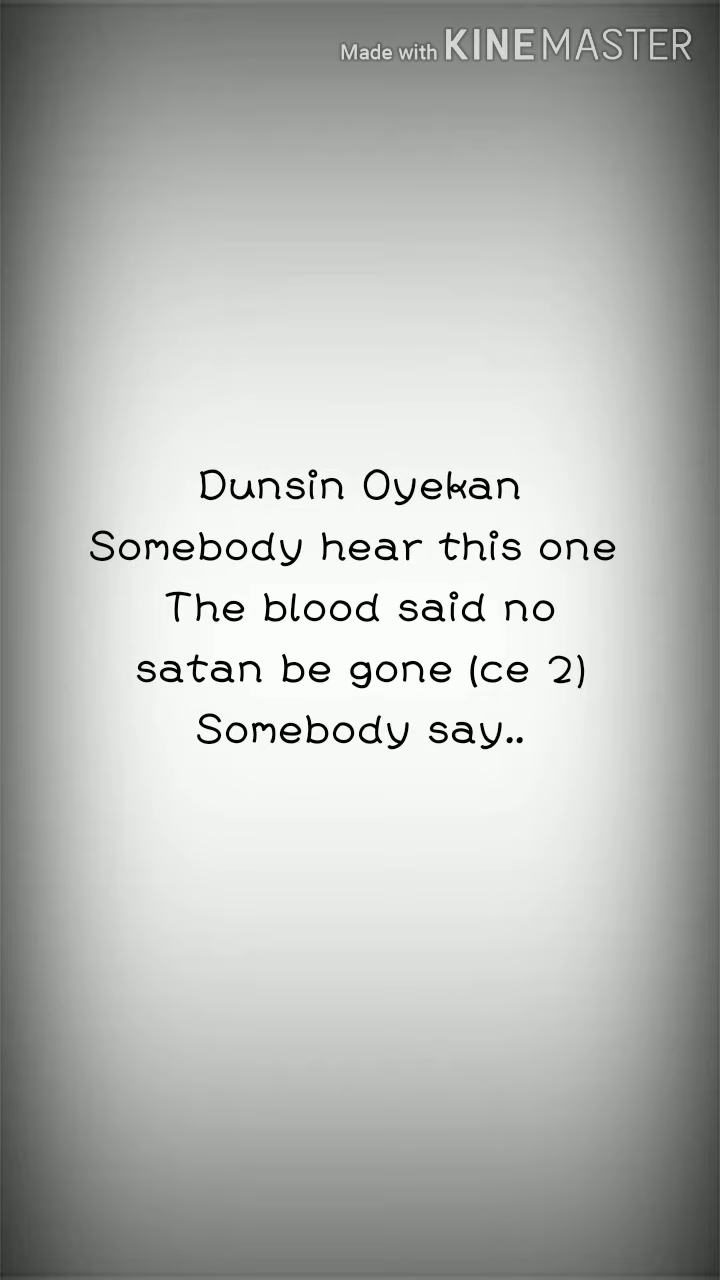 Made with KINEMASTER
Dunsin Oyekan
Somebody hear this one
The blood said no
satan be gone (ce 2)
Somebody say..